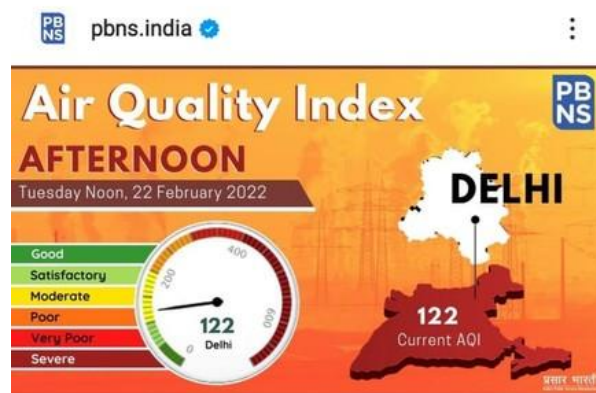 PB
NS
pbns.india
Air Quality Index
PB
NS
AFTERNOON
Tuesday Noon, 22 February 2022
DELHI
Good
Satisfactory
Moderate
Poor
Very Poor
Severe
0
200
400
600
122
Delhi
122
Current AQI
प्रसार भारती